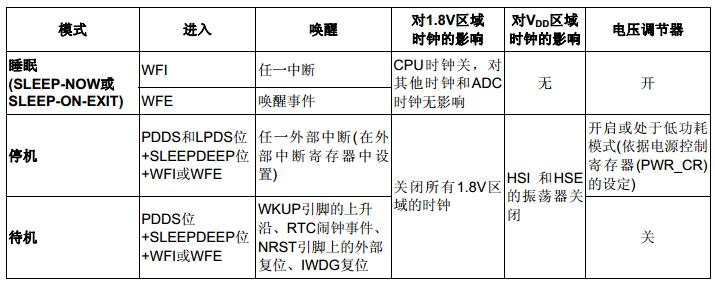 模式
进入
唤醒
对1.8V区域
时钟的影响
对VDD区域
时钟的影响
电压调节器
睡眠
(SLEEP-NOW或
SLEEP-ON-EXIT)
WFI
任一中断
CPU时钟关，对
其他时钟和ADC
时钟无影响
无
开
WFE
唤醒事件
停机
PDDS和LPDS位
+SLEEPDEEP位
+WFI或WFE
任一外部中断(在外
部中断寄存器中设
置)
关闭所有1.8V区
域的时钟
HSI 和HSE
的振荡器关
闭
开启或处于低功耗
模式(依据电源控制
寄存器(PWR_CR)
的设定)
待机
PDDS位
+SLEEPDEEP位
+WFI或WFE
WKUP引脚的上升
沿、RTC闹钟事件、
NRST引脚上的外部
复位、IWDG复位
关